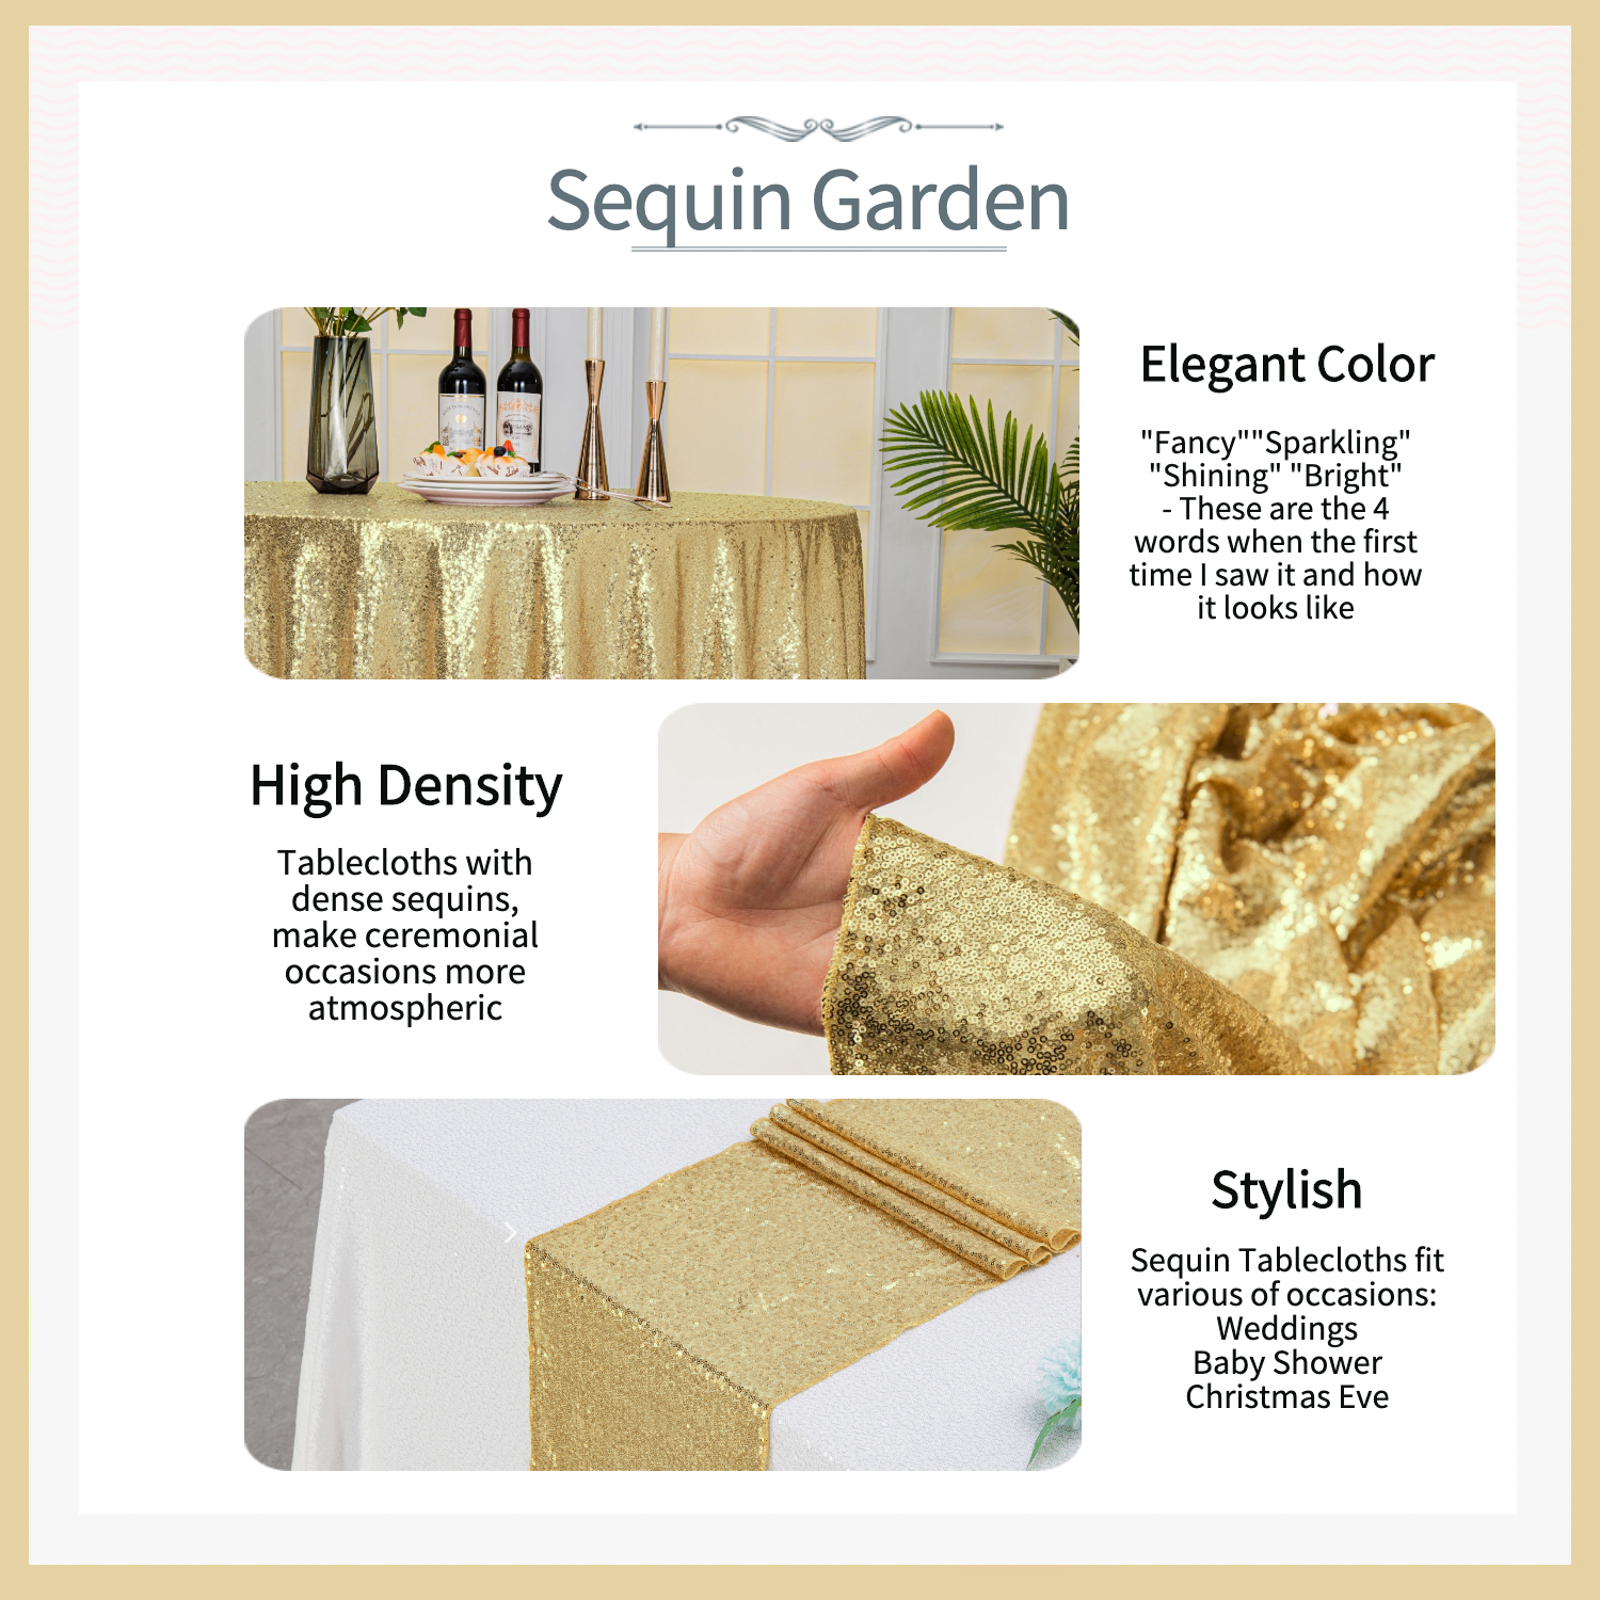 Sequin Garden
Elegant Color
"Fancy""Sparkling"
"Shining" "Bright"
- These are the 4
words when the first
time I saw it and how
it looks like
High Density
Tablecloths with
dense sequins,
make ceremonial
occasions more
atmospheric
Stylish
Sequin Tablecloths fit
various of occasions:
Weddings
Baby Shower
Christmas Eve